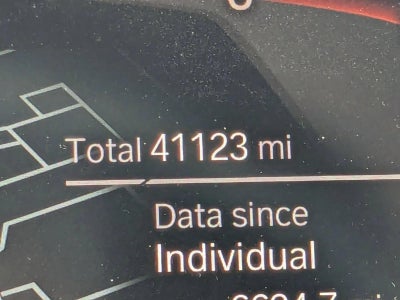 Total 41123 mi
Data since
Individual